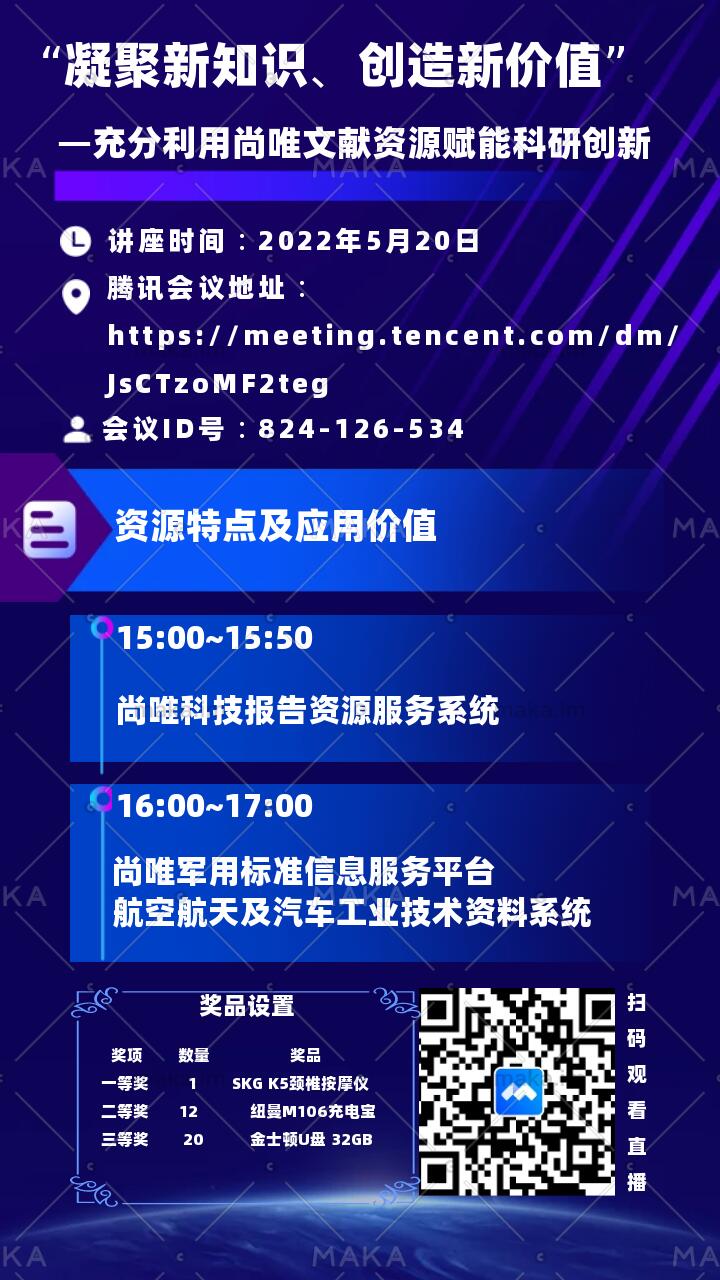 “凝聚新知识、创造新价值”
—充分利用尚唯文献资源赋能科研创新
讲座时间：2022年5月20日
腾讯会议地址：
https://meeting.tencent.com/dm/
JsCTzoMF2teg
会议ID号：824-126-534
资源特点及应用价值
15:00~15:50
尚唯科技报告资源服务系统
16:00~17:00
尚唯军用标准信息服务平台
航空航天及汽车工业技术资料系统
奖品设置
奖项 数量 奖品
一等奖 1 SKG K5颈椎按摩仪
二等奖 12 纽曼M106充电宝
三等奖 20 金士顿U盘 32GB
扫码观看直播
MAKA
maka.im